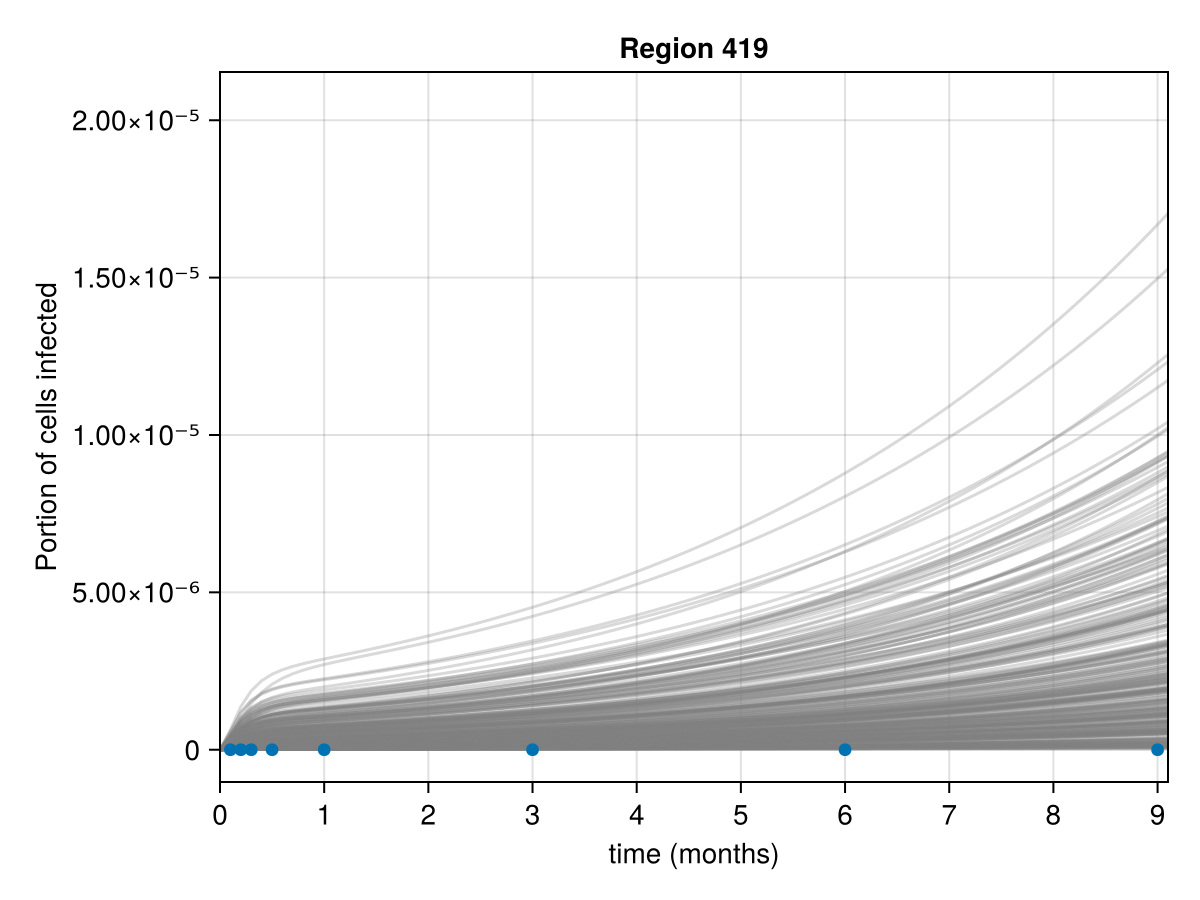 Region 419
2.00×10⁻⁵
1.50×10⁻⁵
1.00×10⁻⁵
5.00×10⁻⁶
0
Portion of cells infected
0 1 2 3 4 5 6 7 8 9
time (months)